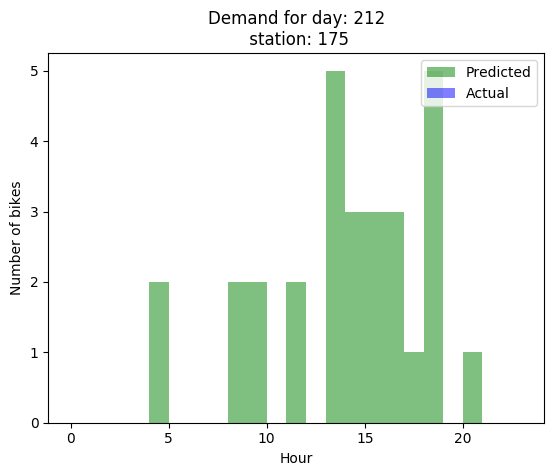 Demand for day: 212
station: 175
Number of bikes
5
4
3
2
1
0
Predicted
Actual
0
5
10
15
20
Hour